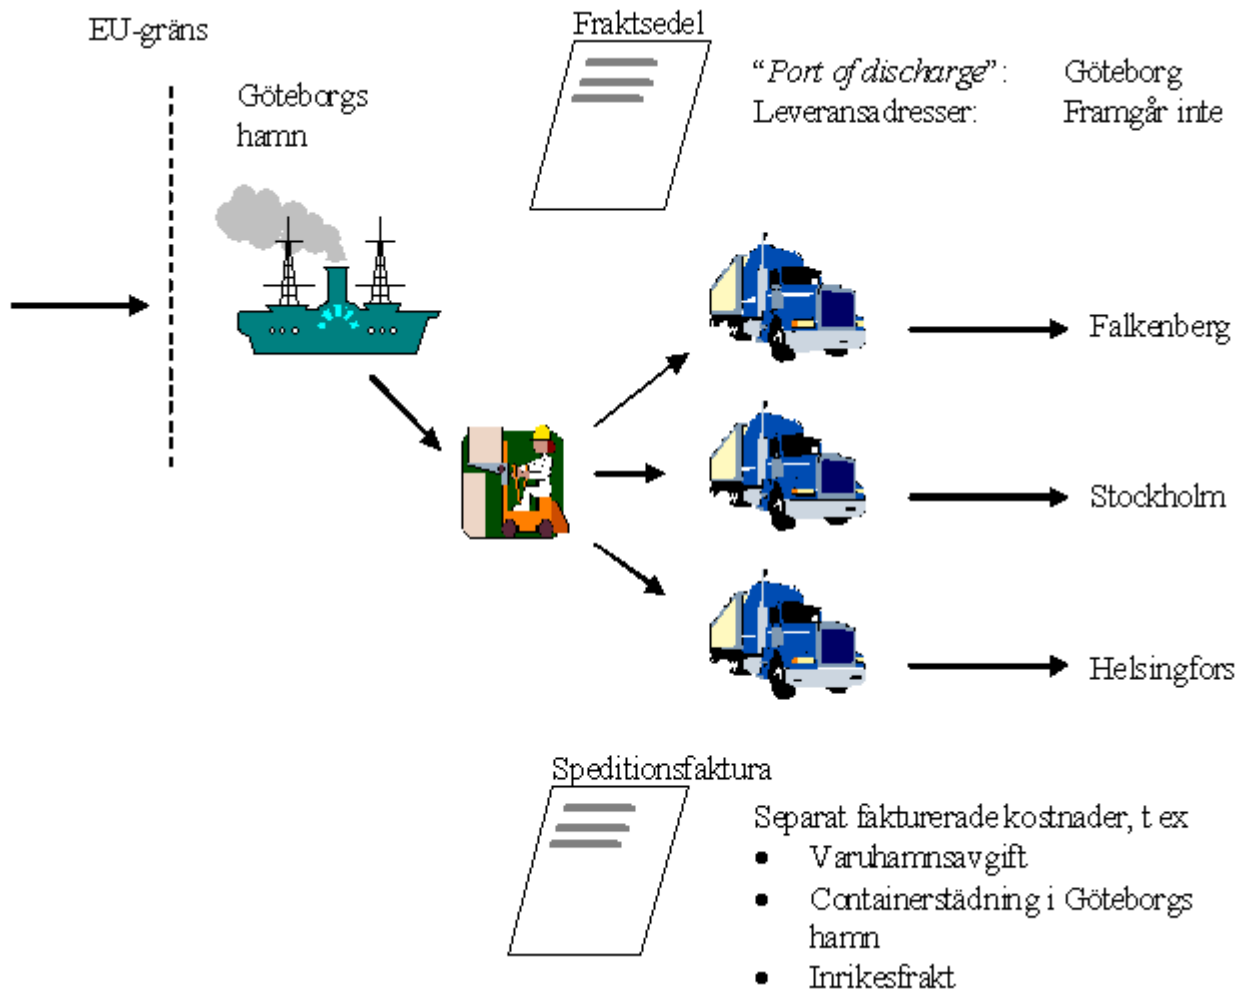 EU-gräns
Göteborgs
hamn
Fraktsedel
“Port of discharge”: Göteborg
Leveransadresser: Framgår inte
Falkenberg
Stockholm
Helsingfors
Speditionsfaktura
Separat fakturerade kostnader, t ex
• Varuhamnsavgift
• Containerstädning i Göteborgs
hamn
• Inrikesfrakt